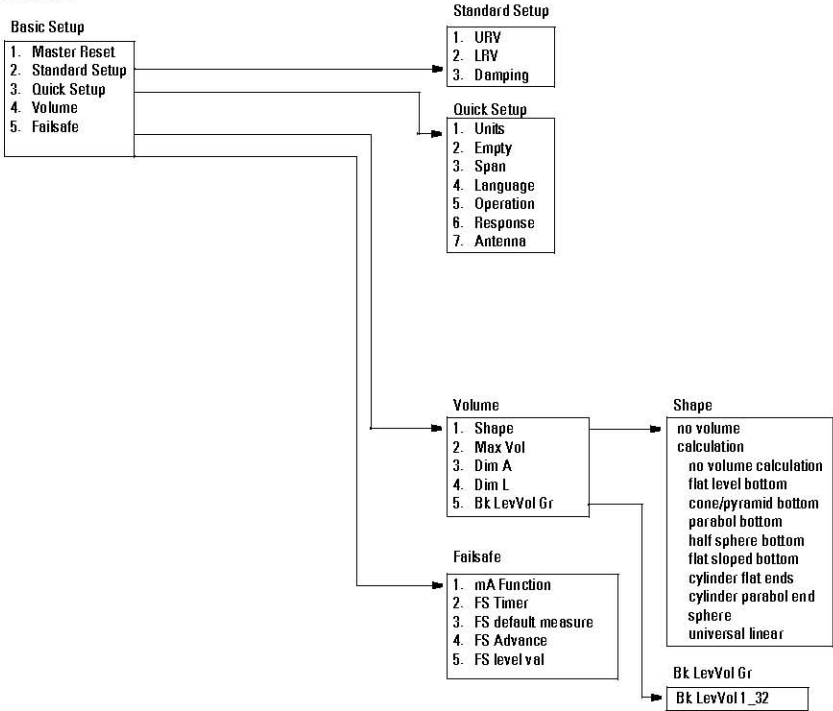 Basic Setup
1. Master Reset
2. Standard Setup
3. Quick Setup
4. Volume
5. Failsafe
Standard Setup
1. URV
2. LRV
3. Damping
Quick Setup
1. Units
2. Empty
3. Span
4. Language
5. Operation
6. Response
7. Antenna
Volume
1. Shape
2. Max Vol
3. Dim A
4. Dim L
5. Bk LevVol Gr
Shape
no volume
calculation
no volume calculation
flat level bottom
cone/pyramid bottom
parabol bottom
half sphere bottom
flat sloped bottom
cylinder flat ends
cylinder parabol end
sphere
universal linear
Failsafe
1. mA Function
2. FS Timer
3. FS default measure
4. FS Advance
5. FS level val
Bk LevVol Gr
Bk LevVol 1_32